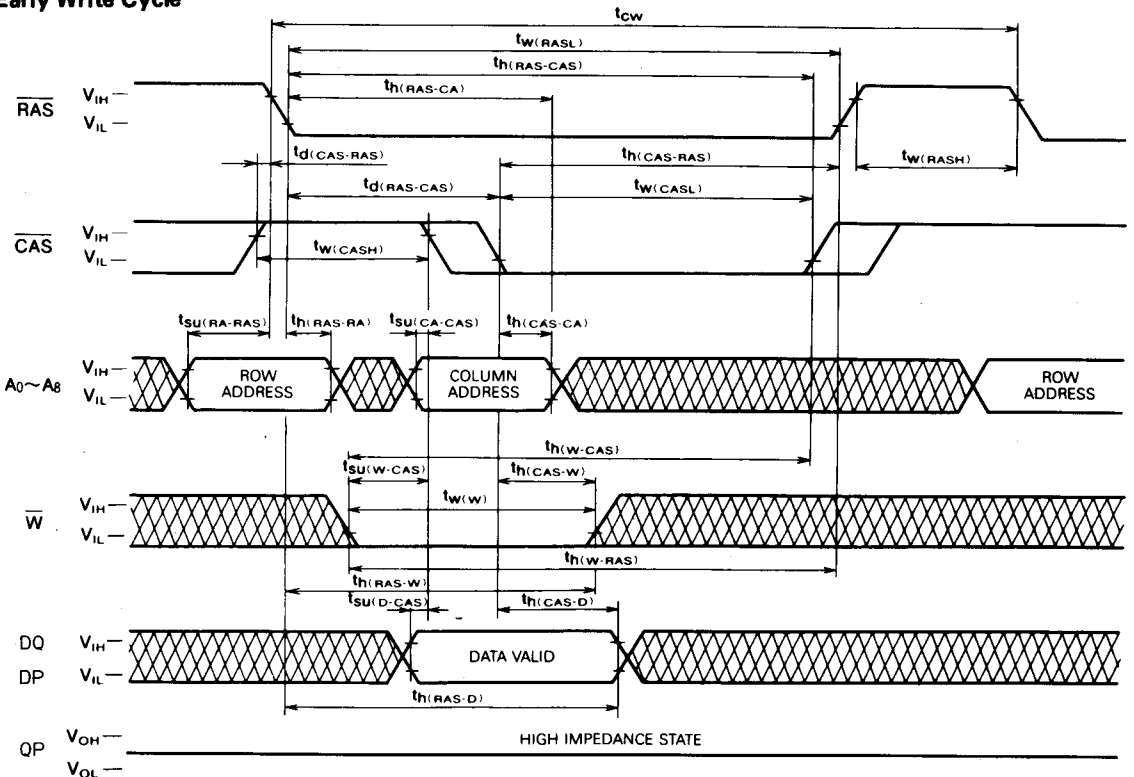 Early Write Cycle
tCW
tW(RASL)
th(RAS-CAS)
th(RAS-CA)
RAS
VIH
VIL
td(CAS-RAS)
th(CAS-RAS)
tW(RASH)
td(RAS-CAS)
tW(CASL)
CAS
VIH
VIL
tW(CASH)
tSU(RA-RAS)
th(RAS-RA)
tSU(CA-CAS)
th(CAS-CA)
A0~A8
VIH
VIL
ROW
ADDRESS
COLUMN
ADDRESS
ROW
ADDRESS
th(W-CAS)
tSU(W-CAS)
th(CAS-W)
tW(W)
W
VIH
VIL
th(W-RAS)
th(RAS-W)
tSU(D-CAS)
th(CAS-D)
DQ
VIH
DP
VIL
DATA VALID
th(RAS-D)
QP
VOH
VOL
HIGH IMPEDANCE STATE